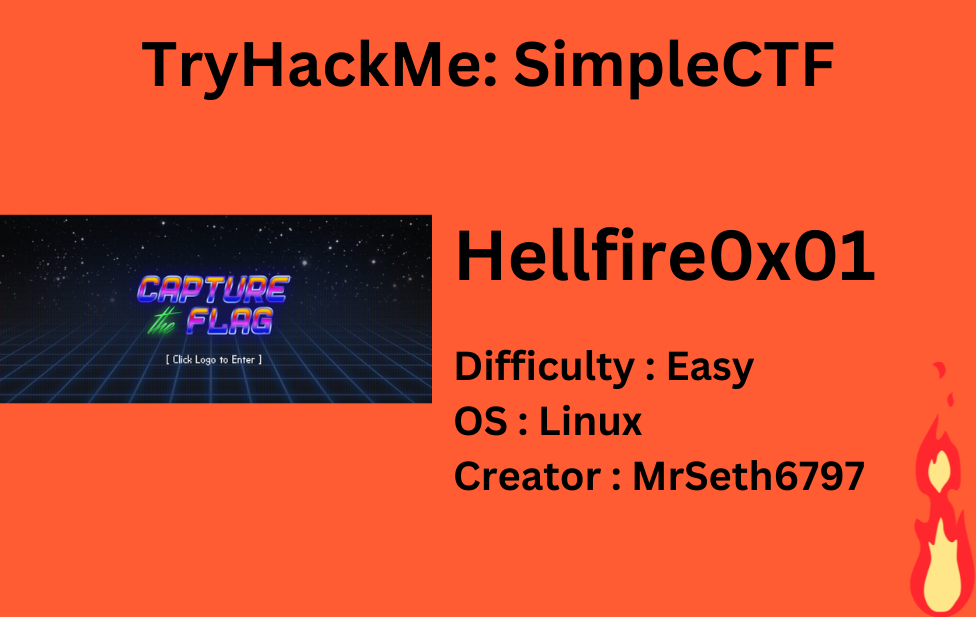 TryHackMe: SimpleCTF
CAPTURE
the FLAG
[ Click Logo to Enter ]
Hellfire0x01
Difficulty : Easy
OS : Linux
Creator : MrSeth6797